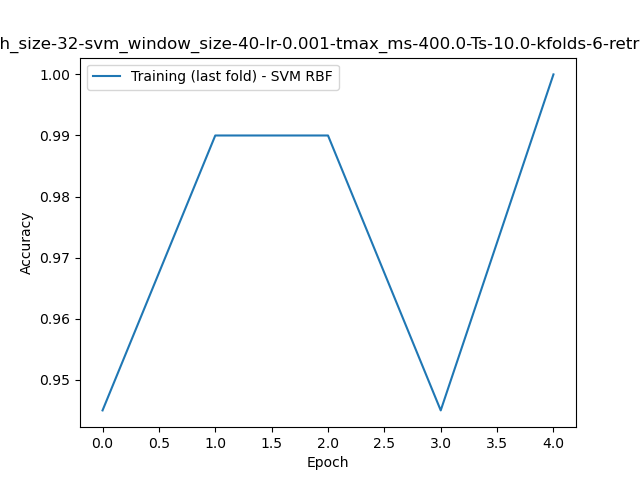 h_size-32-svm_window_size-40-lr-0.001-tmax_ms-400.0-Ts-10.0-kfolds-6-retr
Training (last fold) - SVM RBF
1.00
0.99
0.98
0.97
0.96
0.95
Accuracy
0.0 0.5 1.0 1.5 2.0 2.5 3.0 3.5 4.0
Epoch